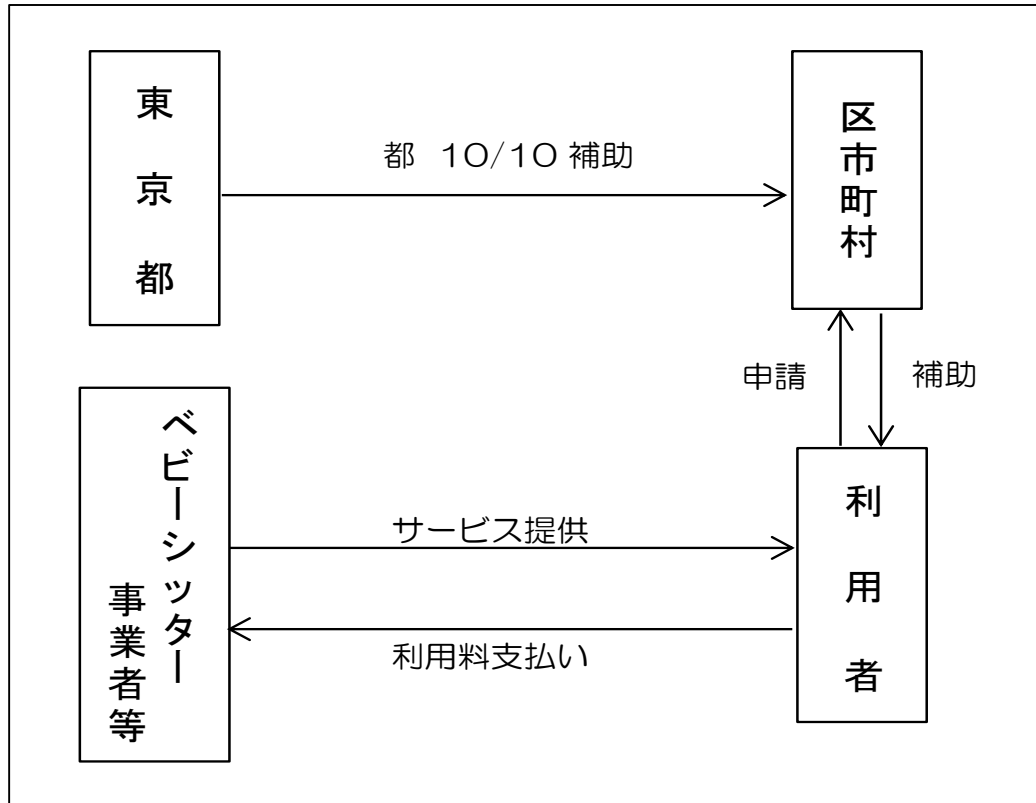 東京都
都 10/10 補助
区市町村
申請
補助
ベビーシッター
事業者等
サービス提供
利用料支払い
利用者